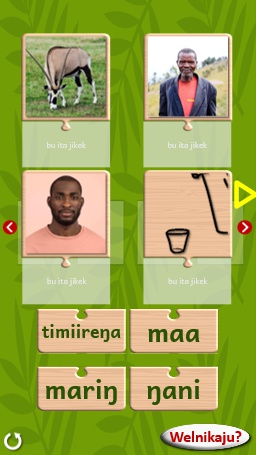 bu ita jikek
bu ita jikek
bu ita jikek
bu ita jikek
timiireŋa
maa
mariŋ
ŋani
Welnikaju?